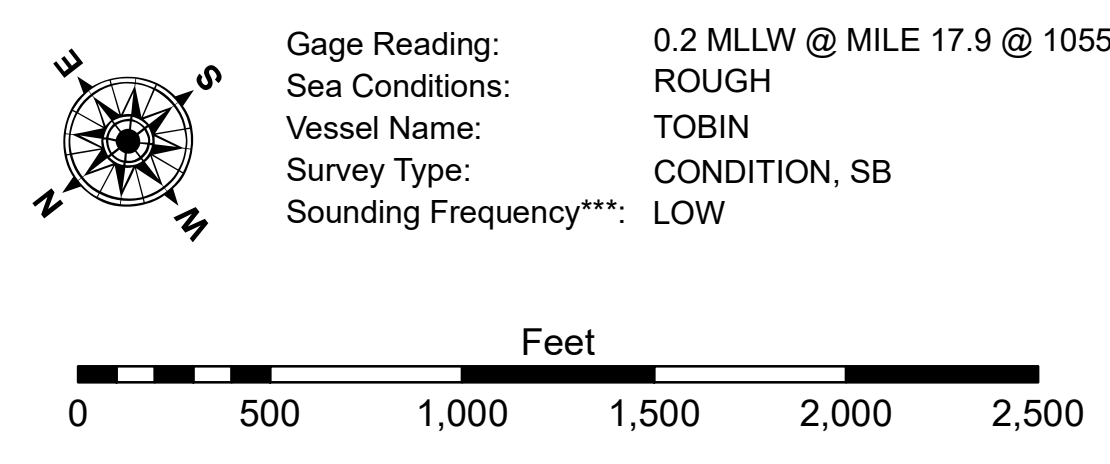 E
S
N
W
Gage Reading: 0.2 MLLW @ MILE 17.9 @ 1055
Sea Conditions: ROUGH
Vessel Name: TOBIN
Survey Type: CONDITION, SB
Sounding Frequency***: LOW
Feet
0 500 1,000 1,500 2,000 2,500